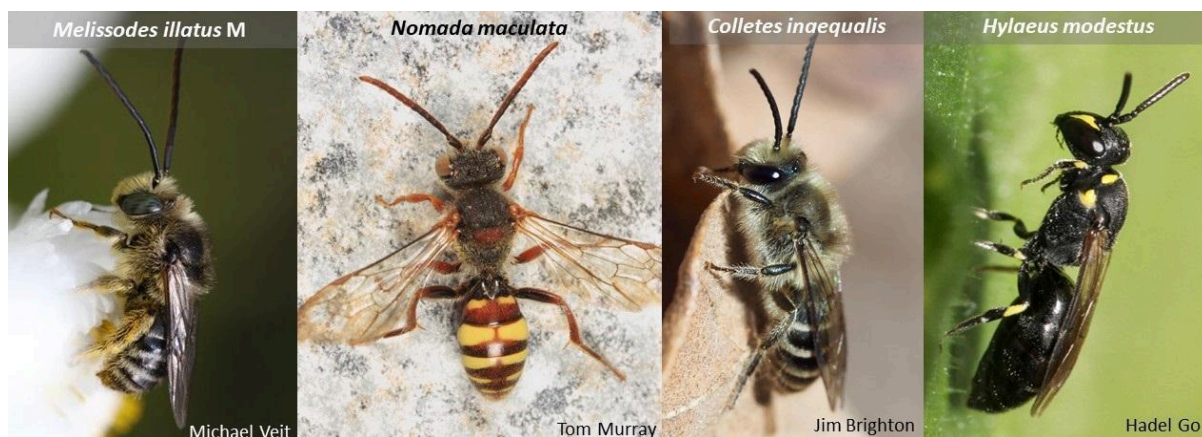 Melissodes illatus M
Nomada maculata
Colletes inaequalis
Hylaeus modestus
Michael Veit
Tom Murray
Jim Brighton
Hadel Go